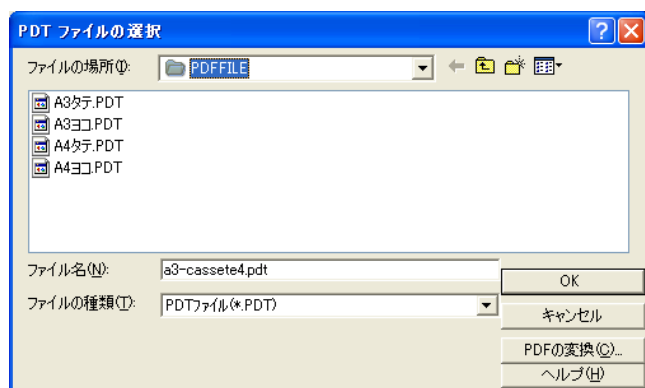 PDT ファイルの選択
ファイルの場所(I):
PDFFILE
A3タテ.PDT
A3ヨコ.PDT
A4タテ.PDT
A4ヨコ.PDT
ファイル名(N):
a3-cassete4.pdt
OK
ファイルの種類(T):
PDTファイル(*.PDT)
キャンセル
PDFの変換(C)...
ヘルプ(H)